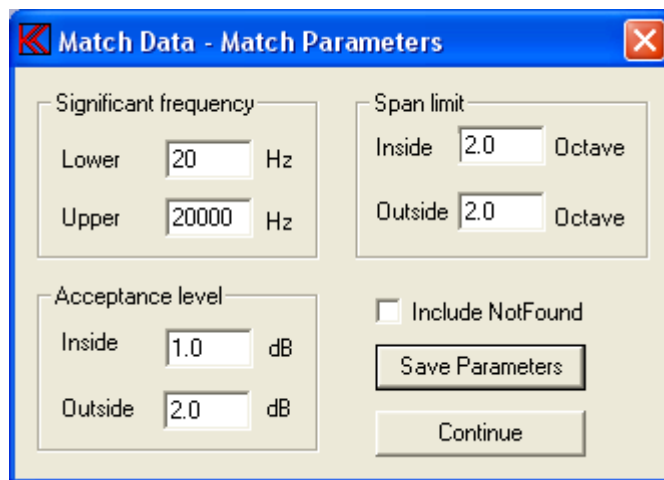 Match Data - Match Parameters
Significant frequency
Lower 20 Hz
Upper 20000 Hz
Span limit
Inside 2.0 Octave
Outside 2.0 Octave
Acceptance level
Inside 1.0 dB
Outside 2.0 dB
Include NotFound
Save Parameters
Continue